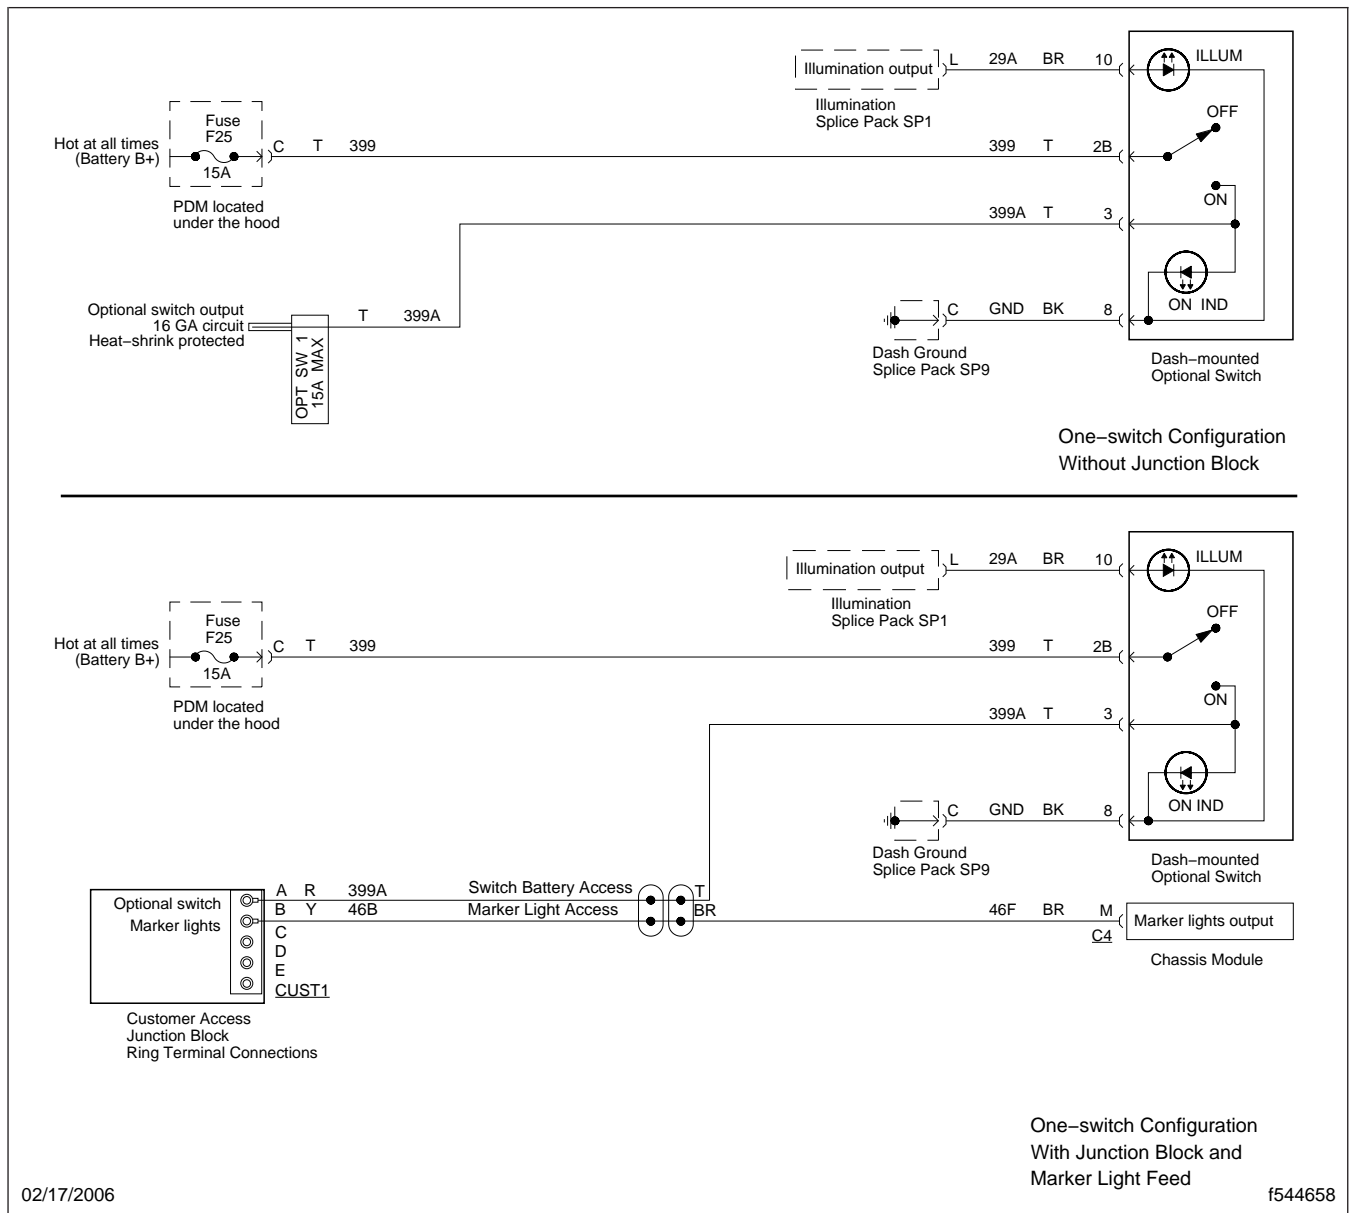 Illumination output
L 29A BR 10
ILLUM
Illumination
Splice Pack SP1
OFF
Fuse
F25
15A
Hot at all times
(Battery B+)
C T 399
399 T 2B
PDM located
under the hood
ON
399A T 3
Optional switch output
16 GA circuit
Heat-shrink protected
T 399A
OPT SW 1
15A MAX
C GND BK 8
ON IND
Dash Ground
Splice Pack SP9
Dash-mounted
Optional Switch
One-switch Configuration
Without Junction Block
Illumination output
L 29A BR 10
ILLUM
Illumination
Splice Pack SP1
OFF
Fuse
F25
15A
Hot at all times
(Battery B+)
C T 399
399 T 2B
PDM located
under the hood
ON
399A T 3
C GND BK 8
ON IND
Dash Ground
Splice Pack SP9
Dash-mounted
Optional Switch
Optional switch
Marker lights
A R 399A Switch Battery Access T
B Y 46B Marker Light Access BR
C
D
E
CUST1
46F BR M
C4
Marker lights output
Chassis Module
Customer Access
Junction Block
Ring Terminal Connections
One-switch Configuration
With Junction Block and
Marker Light Feed
02/17/2006
f544658